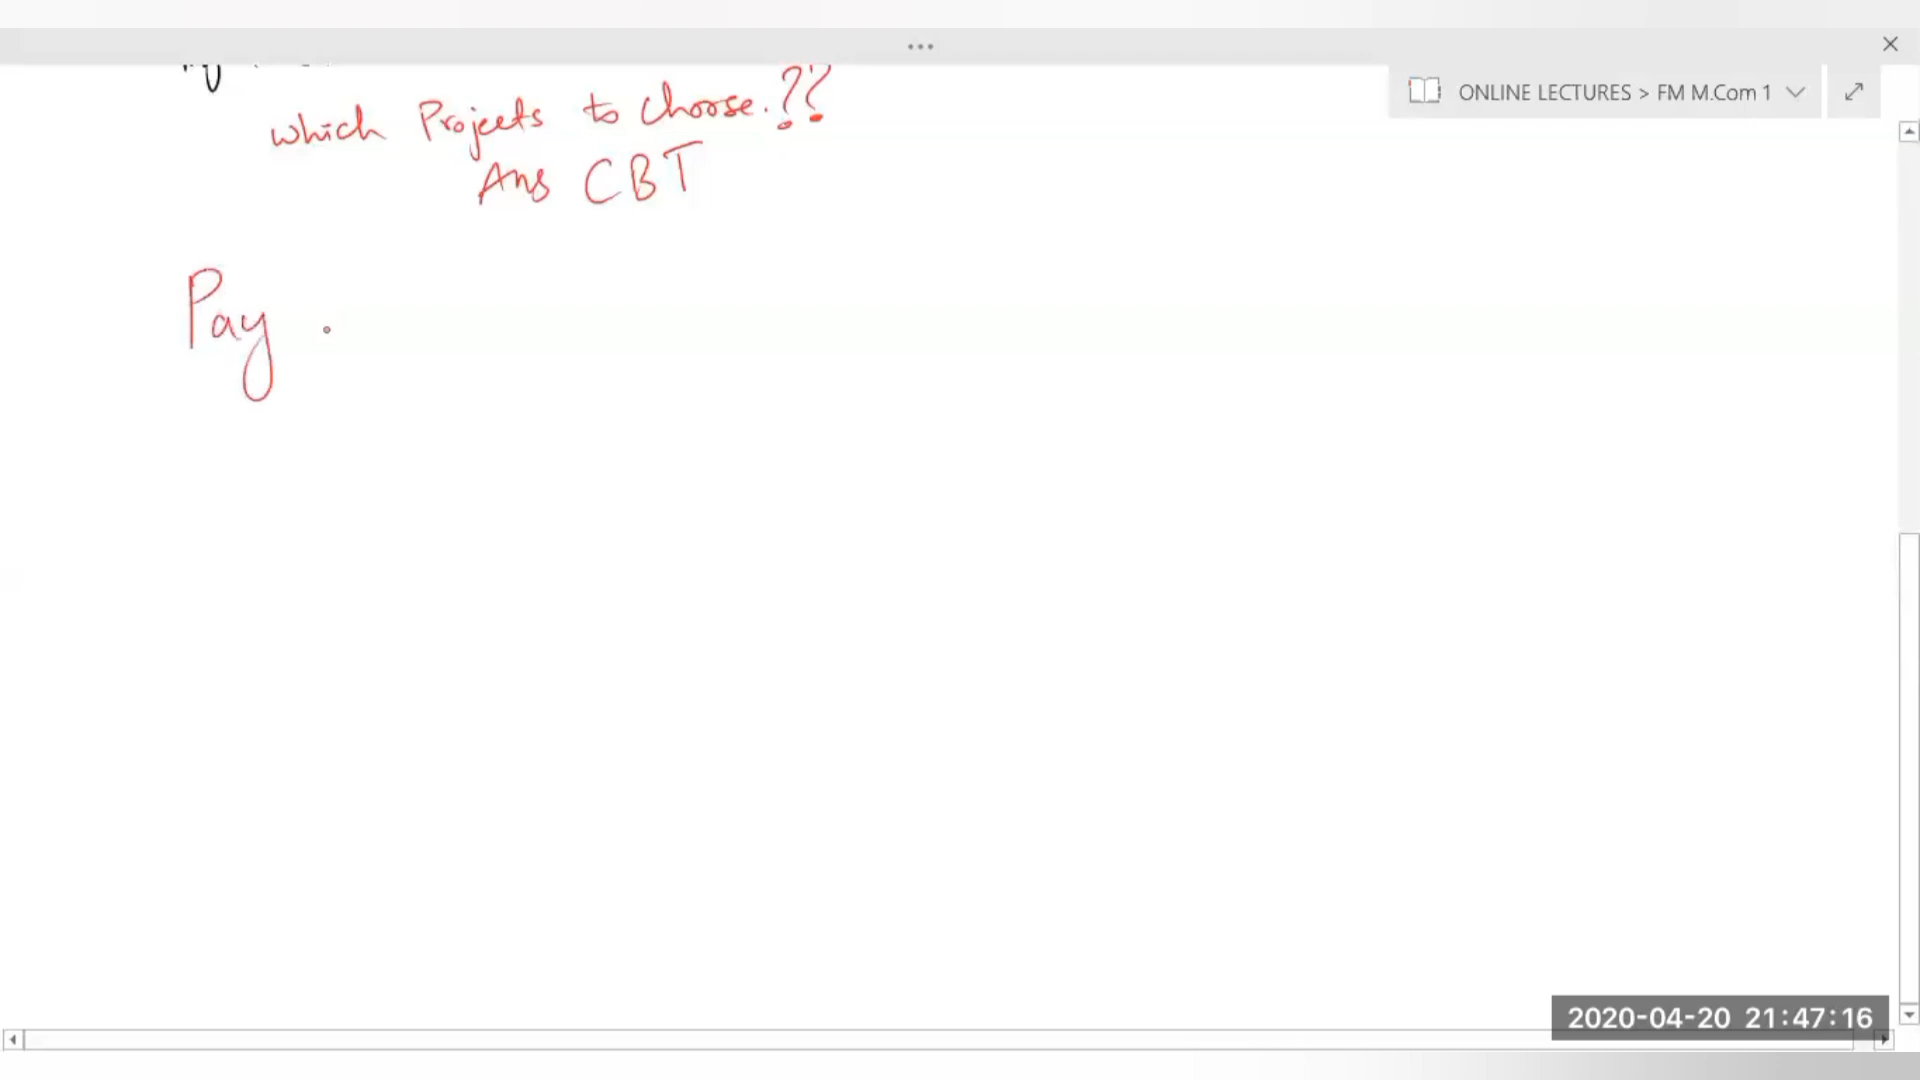 ONLINE LECTURES > FM M.Com 1
which Projects to choose.??
Ans CBT
Pay
2020-04-20 21:47:16